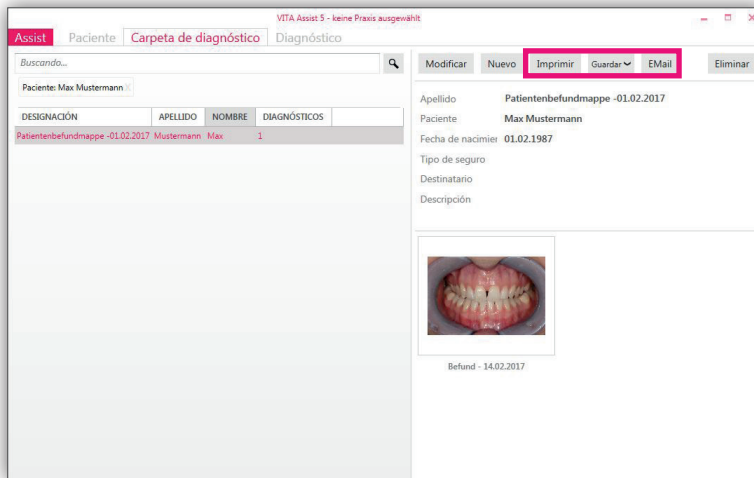 VITA Assist 5 - keine Praxis ausgewählt
Assist Paciente Carpeta de diagnóstico Diagnóstico
Buscando...
Paciente: Max Mustermann x
DESIGNACIÓN APELLIDO NOMBRE DIAGNÓSTICOS
Patientenbefundmappe -01.02.2017 Mustermann Max 1
Modificar Nuevo Imprimir Guardar EMail Eliminar
Apellido Patientenbefundmappe -01.02.2017
Paciente Max Mustermann
Fecha de nacimier 01.02.1987
Tipo de seguro
Destinatario
Descripción
Befund - 14.02.2017